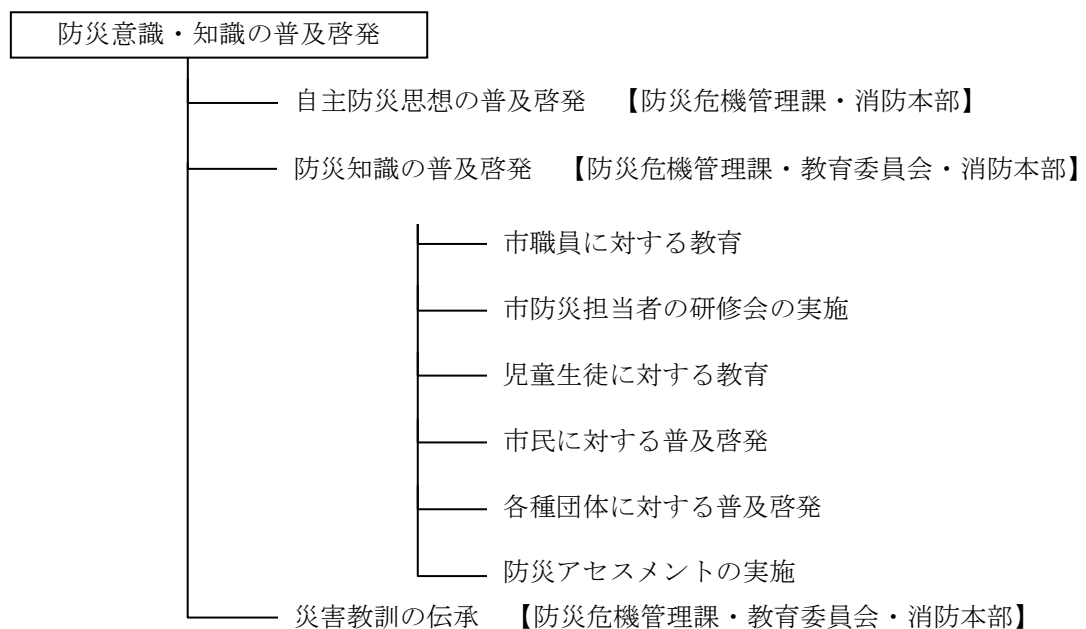 防災意識・知識の普及啓発
自主防災思想の普及啓発　【防災危機管理課・消防本部】
防災知識の普及啓発　【防災危機管理課・教育委員会・消防本部】
市職員に対する教育
市防災担当者の研修会の実施
児童生徒に対する教育
市民に対する普及啓発
各種団体に対する普及啓発
防災アセスメントの実施
災害教訓の伝承　【防災危機管理課・教育委員会・消防本部】